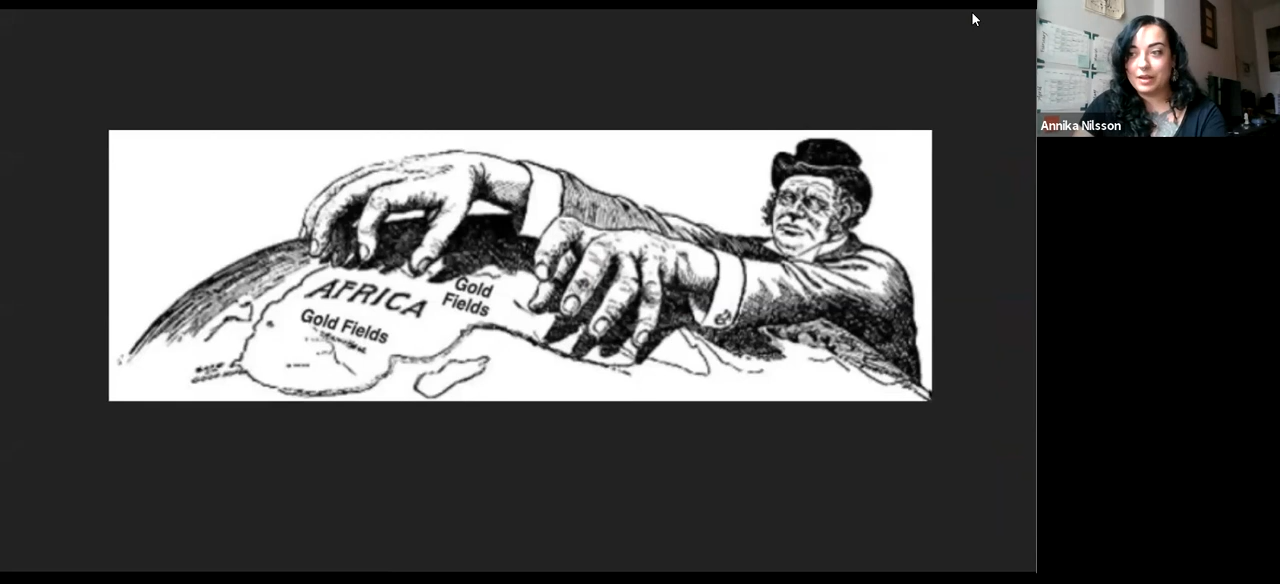 AFRICA
Gold
Fields
Gold Fields
Annika Nilsson